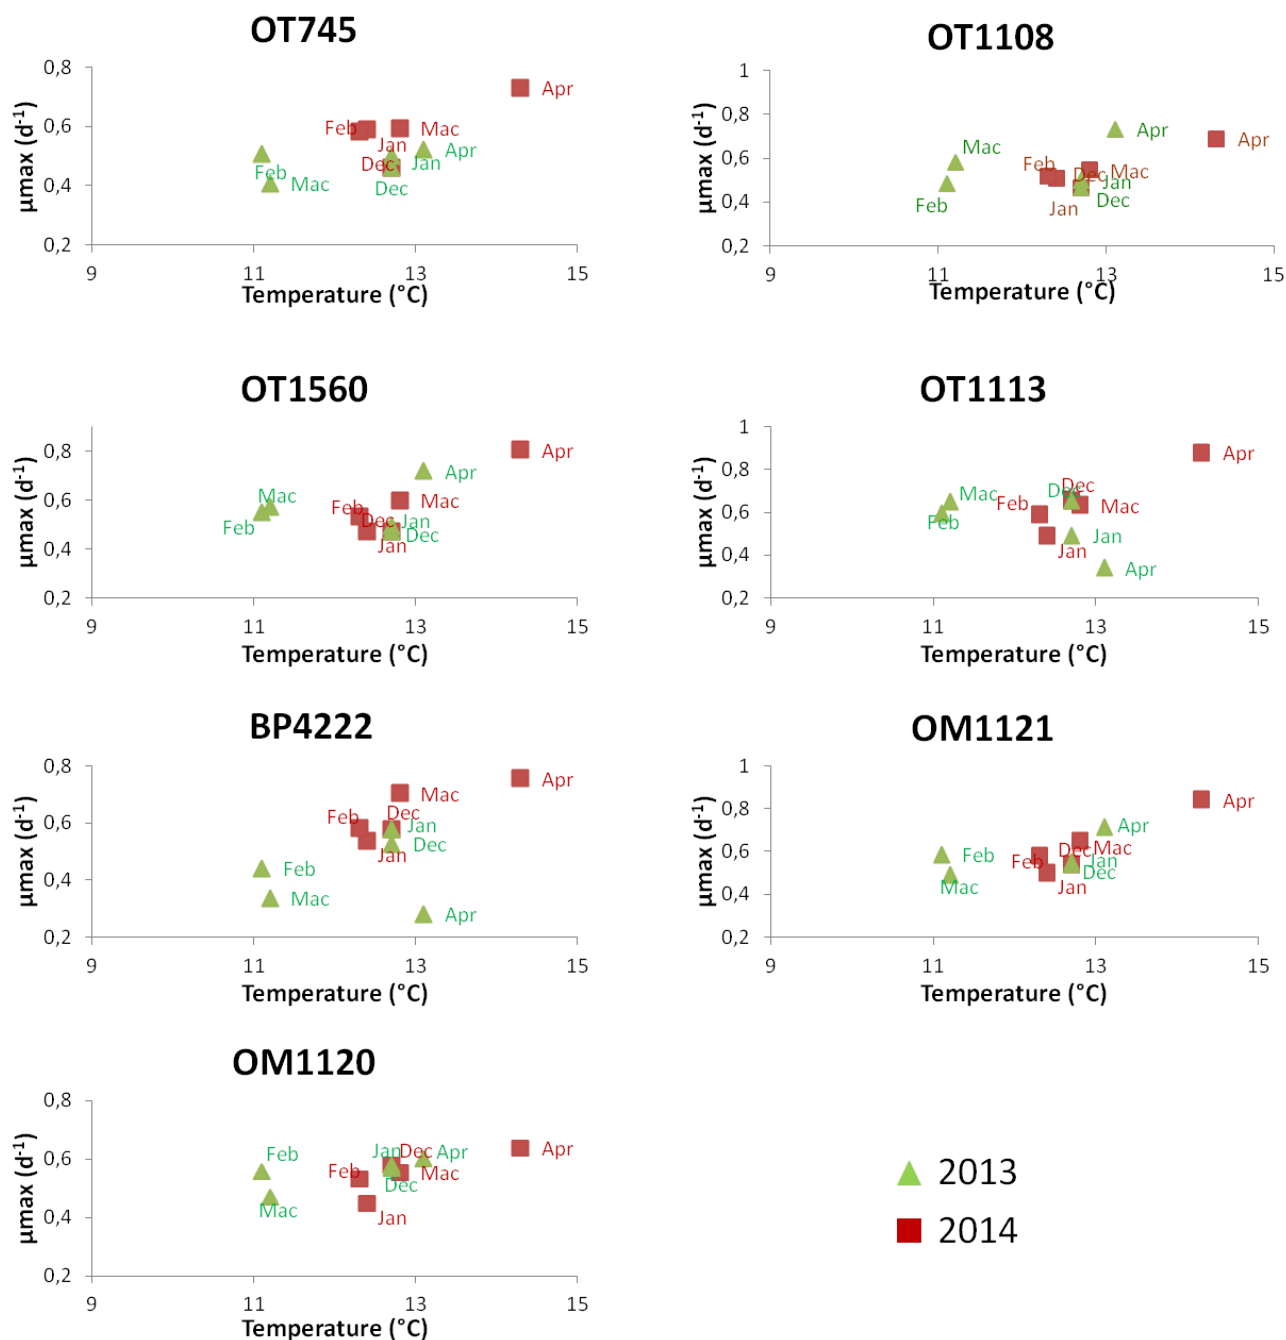 OT745
0,8
0,6
0,4
0,2
μmax (d-1)
Apr
Feb
Mac
Jan
Apr
Dec
Jan
Feb
Mac
Dec
9
11
13
15
Temperature (°C)
OT1108
1
0,8
0,6
0,4
0,2
μmax (d-1)
Apr
Apr
Mac
Feb
Dec
Mac
Jan
Feb
Jan
Dec
9
11
13
15
Temperature (°C)
OT1560
0,8
0,6
0,4
0,2
μmax (d-1)
Apr
Apr
Mac
Feb
Mac
Feb
Dec
Jan
Dec
Jan
9
11
13
15
Temperature (°C)
OT1113
1
0,8
0,6
0,4
0,2
μmax (d-1)
Apr
Dec
Dec
Mac
Feb
Mac
Feb
Jan
Jan
Apr
9
11
13
15
Temperature (°C)
BP4222
0,8
0,6
0,4
0,2
μmax (d-1)
Apr
Mac
Dec
Feb
Jan
Dec
Jan
Feb
Mac
Apr
9
11
13
15
Temperature (°C)
OM1121
1
0,8
0,6
0,4
0,2
μmax (d-1)
Apr
Apr
Dec
Mac
Feb
Feb
Jan
Dec
Mac
Jan
9
11
13
15
Temperature (°C)
OM1120
0,8
0,6
0,4
0,2
μmax (d-1)
Feb
Jan
Dec
Apr
Apr
Feb
Mac
Dec
Mac
Jan
9
11
13
15
Temperature (°C)
2013
2014